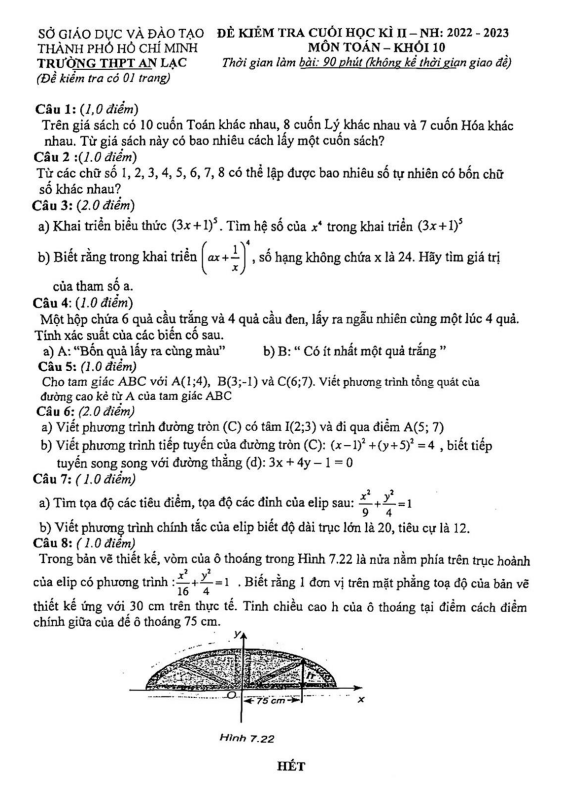 SỞ GIÁO DỤC VÀ ĐÀO TẠO
THÀNH PHỐ HỒ CHÍ MINH
TRƯỜNG THPT AN LẠC
(Đề kiểm tra có 01 trang)
ĐỀ KIỂM TRA CUỐI HỌC KÌ II – NH: 2022 - 2023
MÔN TOÁN – KHỐI 10
Thời gian làm bài: 90 phút (không kể thời gian giao đề)
Câu 1: (1,0 điểm)
Trên giá sách có 10 cuốn Toán khác nhau, 8 cuốn Lý khác nhau và 7 cuốn Hóa khác
nhau. Từ giá sách này có bao nhiêu cách lấy một cuốn sách?
Câu 2 :(1.0 điểm)
Từ các chữ số 1, 2, 3, 4, 5, 6, 7, 8 có thể lập được bao nhiêu số tự nhiên có bốn chữ
số khác nhau?
Câu 3: (2.0 điểm)
a) Khai triển biểu thức (3x+1)⁵. Tìm hệ số của x⁴ trong khai triển (3x+1)⁵
b) Biết rằng trong khai triển (ax+1/x)⁴, số hạng không chứa x là 24. Hãy tìm giá trị
của tham số a.
Câu 4: (1.0 điểm)
Một hộp chứa 6 quả cầu trắng và 4 quả cầu đen, lấy ra ngẫu nhiên cùng một lúc 4 quả.
Tính xác suất của các biến cố sau.
a) A: “Bốn quả lấy ra cùng màu” b) B: “ Có ít nhất một quả trắng ”
Câu 5: (1.0 điểm)
Cho tam giác ABC với A(1;4), B(3;-1) và C(6;7). Viết phương trình tổng quát của
đường cao kẻ từ A của tam giác ABC
Câu 6: (2.0 điểm)
a) Viết phương trình đường tròn (C) có tâm I(2;3) và đi qua điểm A(5; 7)
b) Viết phương trình tiếp tuyến của đường tròn (C): (x−1)²+(y+5)²=4 , biết tiếp
tuyến song song với đường thẳng (d): 3x + 4y – 1 = 0
Câu 7: ( 1.0 điểm)
a) Tìm tọa độ các tiêu điểm, tọa độ các đỉnh của elip sau: x²/9+y²/4=1
b) Viết phương trình chính tắc của elip biết độ dài trục lớn là 20, tiêu cự là 12.
Câu 8: ( 1.0 điểm)
Trong bản vẽ thiết kế, vòm của ô thoáng trong Hình 7.22 là nửa nằm phía trên trục hoành
của elip có phương trình :x²/16+y²/4=1 . Biết rằng 1 đơn vị trên mặt phẳng toạ độ của bản vẽ
thiết kế ứng với 30 cm trên thực tế. Tính chiều cao h của ô thoáng tại điểm cách điểm
chính giữa của đế ô thoáng 75 cm.
y
h
O
75 cm
x
Hình 7.22
HẾT